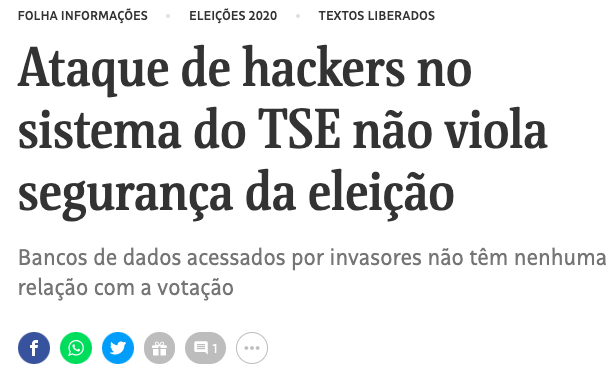 FOLHA INFORMAÇÕES • ELEIÇÕES 2020 • TEXTOS LIBERADOS
Ataque de hackers no
sistema do TSE não viola
segurança da eleição
Bancos de dados acessados por invasores não têm nenhuma
relação com a votação
1